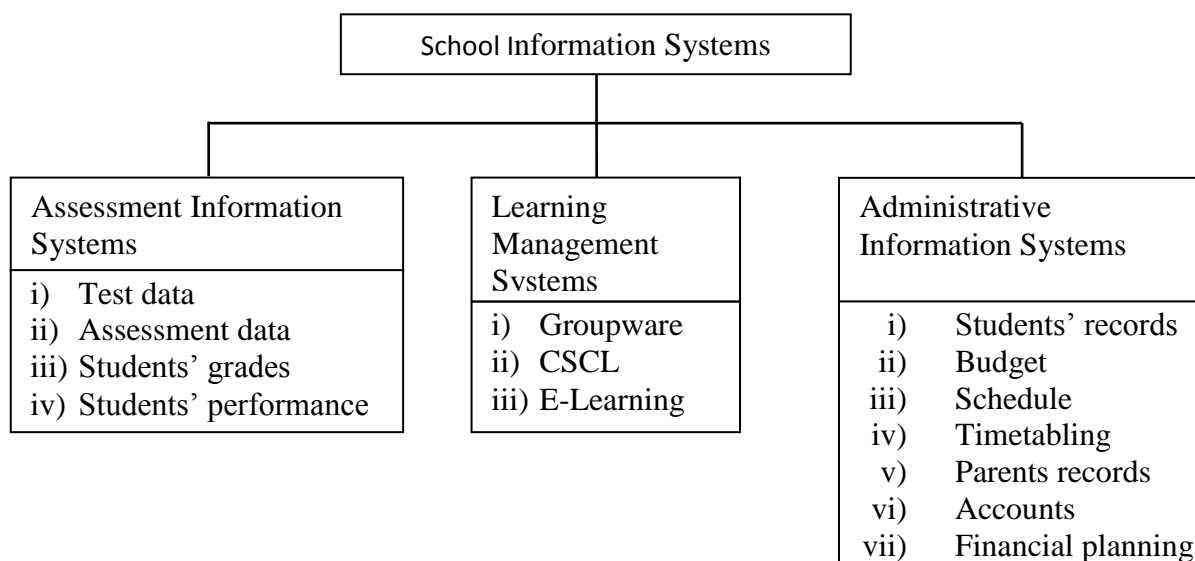 School Information Systems
Assessment Information
Systems
i) Test data
ii) Assessment data
iii) Students’ grades
iv) Students’ performance
Learning
Management
Systems
i) Groupware
ii) CSCL
iii) E-Learning
Administrative
Information Systems
i) Students’ records
ii) Budget
iii) Schedule
iv) Timetabling
v) Parents records
vi) Accounts
vii) Financial planning